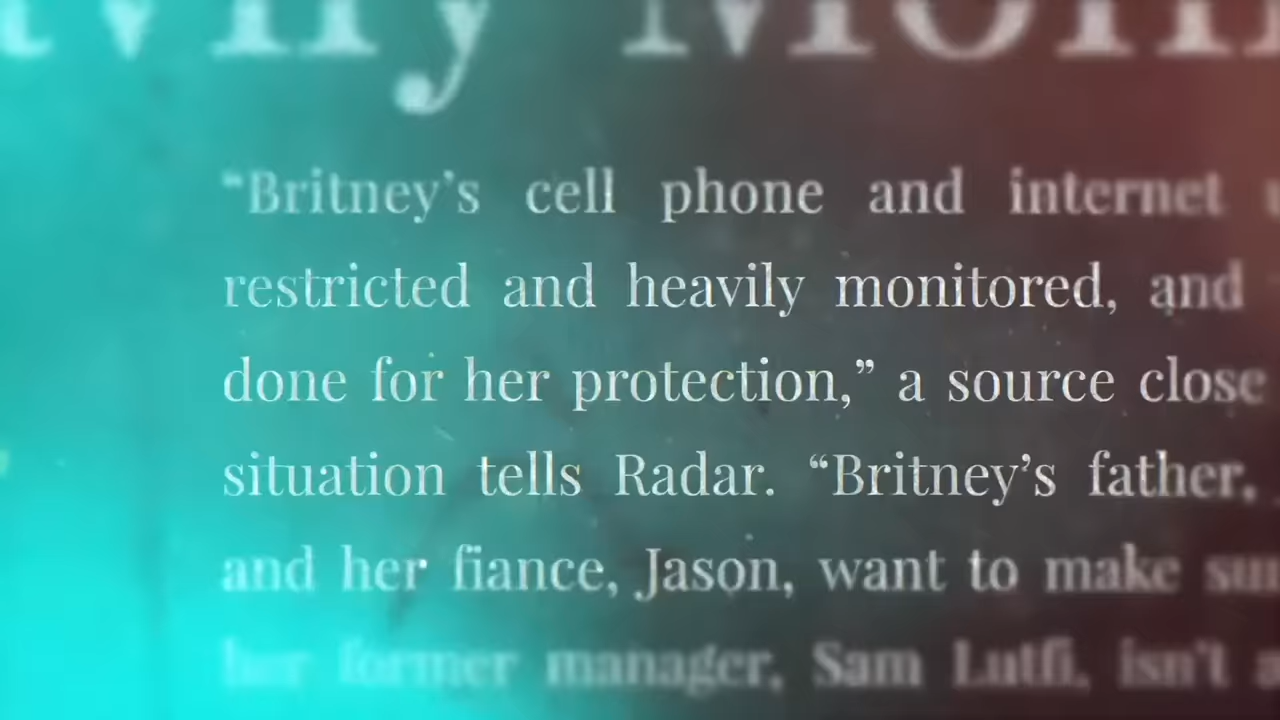 “Britney’s cell phone and internet
restricted and heavily monitored, and
done for her protection,” a source close
situation tells Radar. “Britney’s father,
and her fiance, Jason, want to make
her former manager, Sam Lutfi, isn’t